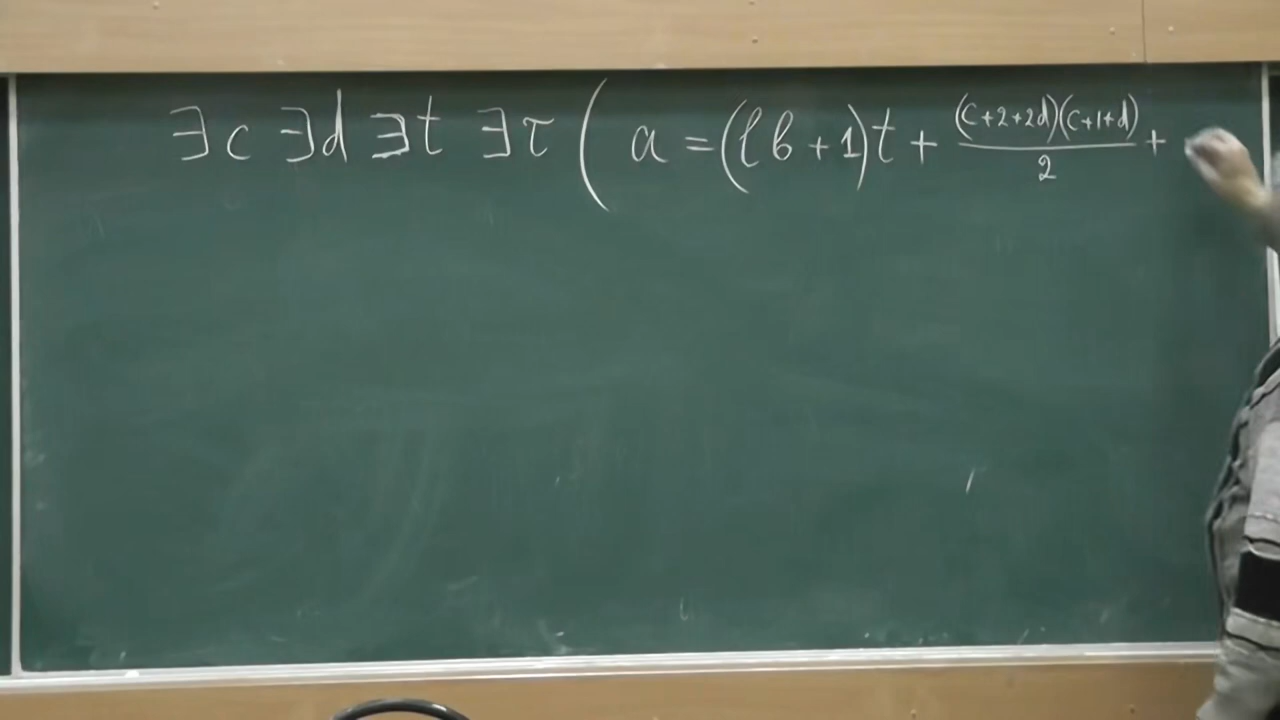 ∃c ∃d ∃t ∃τ ( a = (lb + 1)t + (c+2+2d)(c+1+d)/2 +